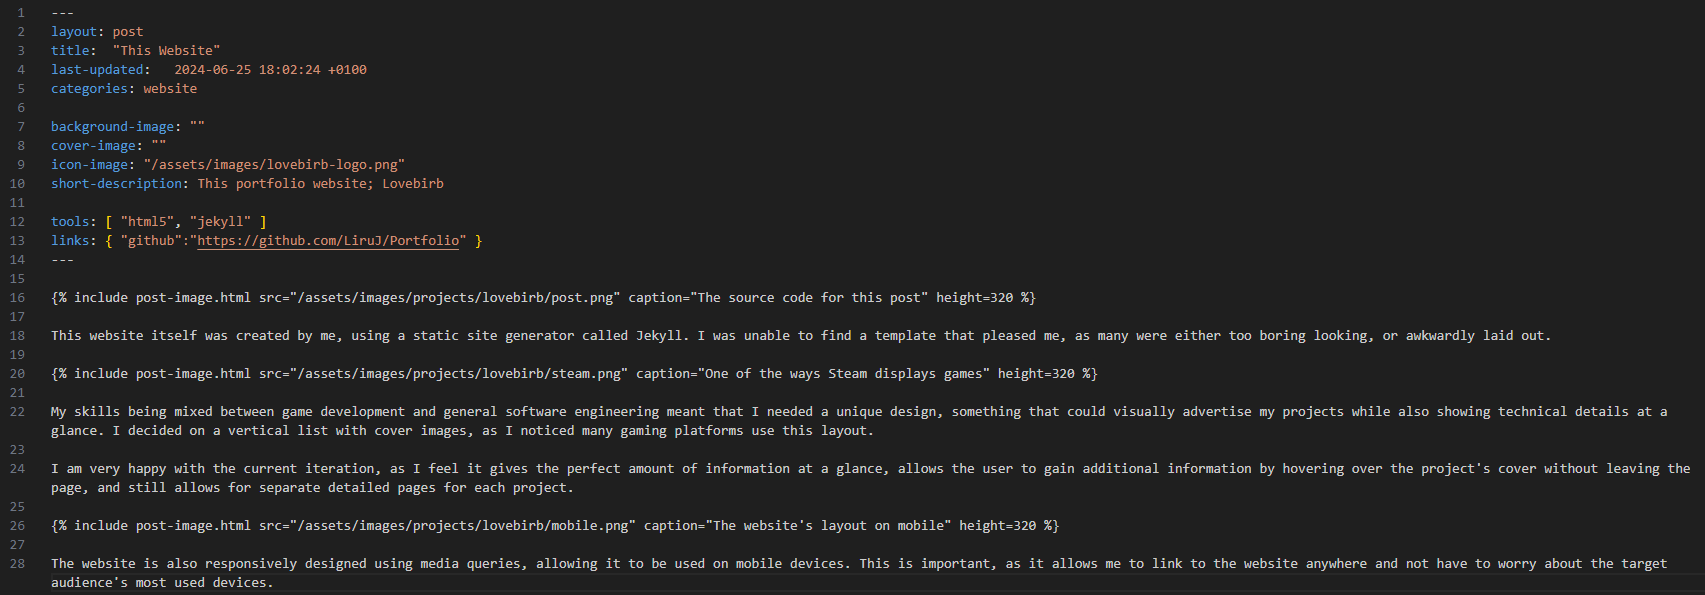 1 ---
2 layout: post
3 title:  "This Website"
4 last-updated:   2024-06-25 18:02:24 +0100
5 categories: website
6
7 background-image: ""
8 cover-image: ""
9 icon-image: "/assets/images/lovebirb-logo.png"
10 short-description: This portfolio website; Lovebirb
11
12 tools: [ "html5", "jekyll" ]
13 links: { "github":"https://github.com/LiruJ/Portfolio" }
14 ---
15
16 {% include post-image.html src="/assets/images/projects/lovebirb/post.png" caption="The source code for this post" height=320 %}
17
18 This website itself was created by me, using a static site generator called Jekyll. I was unable to find a template that pleased me, as many were either too boring looking, or awkwardly laid out.
19
20 {% include post-image.html src="/assets/images/projects/lovebirb/steam.png" caption="One of the ways Steam displays games" height=320 %}
21
22 My skills being mixed between game development and general software engineering meant that I needed a unique design, something that could visually advertise my projects while also showing technical details at a
glance. I decided on a vertical list with cover images, as I noticed many gaming platforms use this layout.
23
24 I am very happy with the current iteration, as I feel it gives the perfect amount of information at a glance, allows the user to gain additional information by hovering over the project's cover without leaving the
page, and still allows for separate detailed pages for each project.
25
26 {% include post-image.html src="/assets/images/projects/lovebirb/mobile.png" caption="The website's layout on mobile" height=320 %}
27
28 The website is also responsively designed using media queries, allowing it to be used on mobile devices. This is important, as it allows me to link to the website anywhere and not have to worry about the target
audience's most used devices.